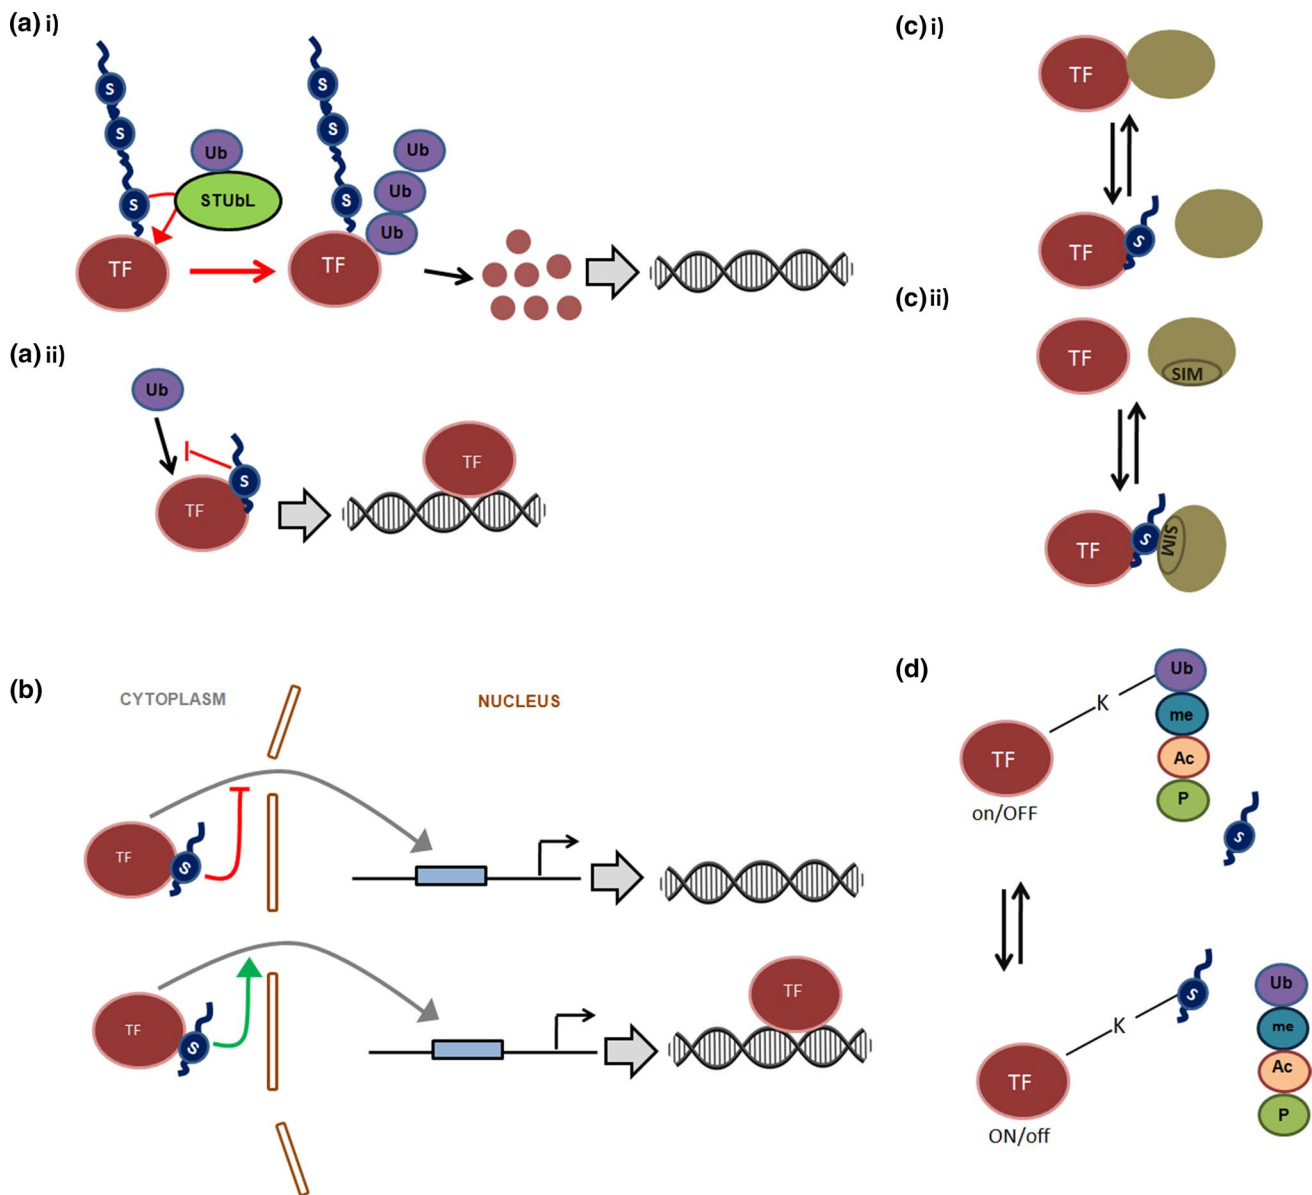 (a) i)
S
S
S
Ub
STUbL
TF
S
S
S
Ub
Ub
Ub
TF
(a) ii)
Ub
S
TF
TF
(b)
CYTOPLASM
NUCLEUS
TF
S
TF
S
TF
(c) i)
TF
TF
S
(c) ii)
TF
SIM
TF
S
SIM
(d)
Ub
K
me
TF
Ac
P
on/OFF
S
S
Ub
K
me
Ac
TF
P
ON/off